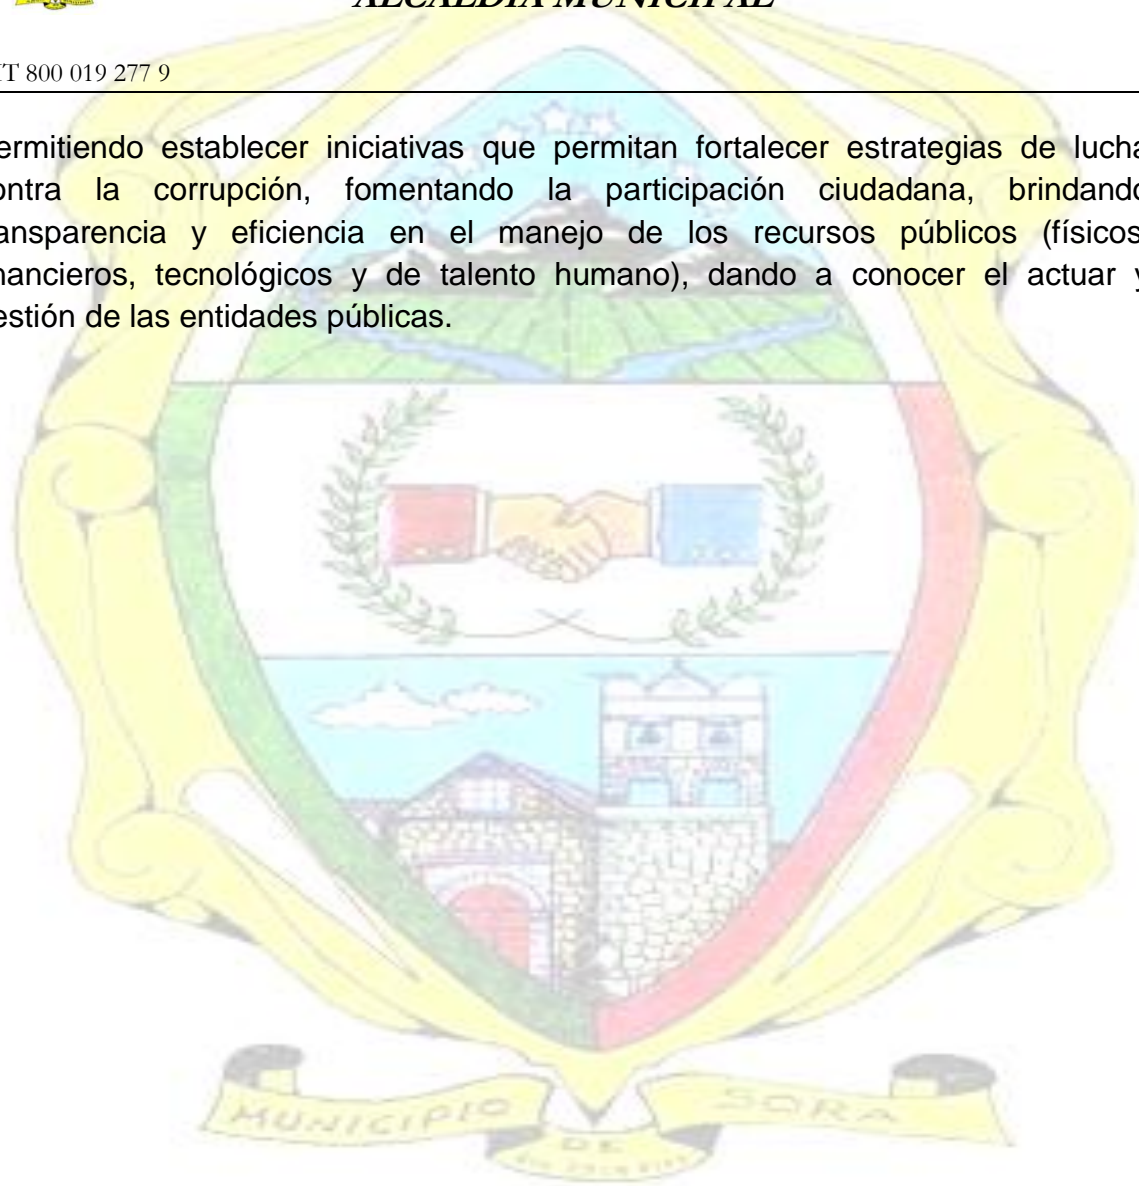 ALCALDIA MUNICIPAL
IT 800 019 277 9
ermitiendo establecer iniciativas que permitan fortalecer estrategias de lucha
ontra la corrupción, fomentando la participación ciudadana, brindando
ansparencia y eficiencia en el manejo de los recursos públicos (físicos,
nancieros, tecnológicos y de talento humano), dando a conocer el actuar y
estión de las entidades públicas.
MUNICIPIO
DE
SORA